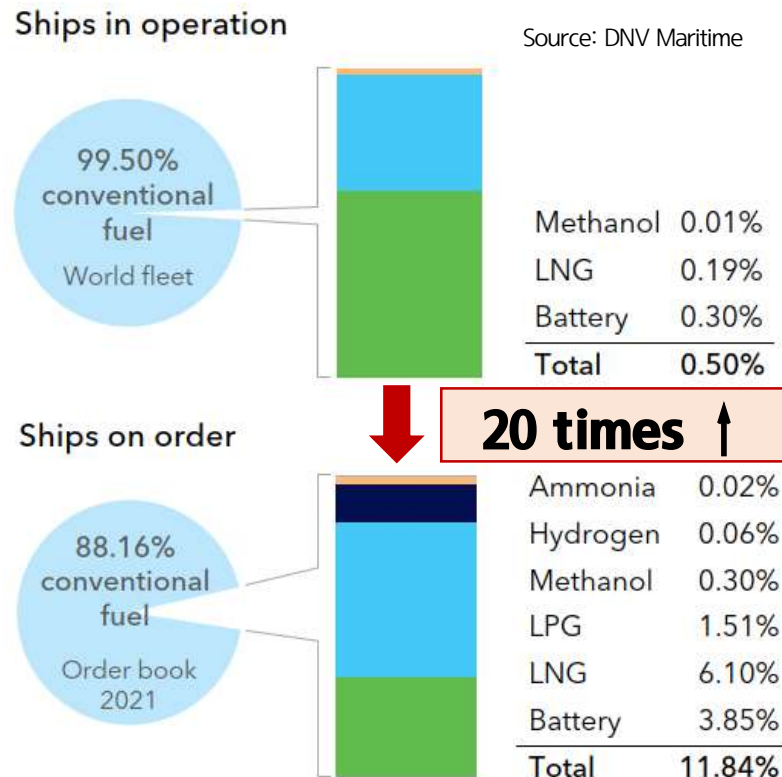 Ships in operation
Source: DNV Maritime
99.50%
conventional
fuel
World fleet
Methanol 0.01%
LNG 0.19%
Battery 0.30%
Total 0.50%
20 times ↑
Ships on order
88.16%
conventional
fuel
Order book
2021
Ammonia 0.02%
Hydrogen 0.06%
Methanol 0.30%
LPG 1.51%
LNG 6.10%
Battery 3.85%
Total 11.84%